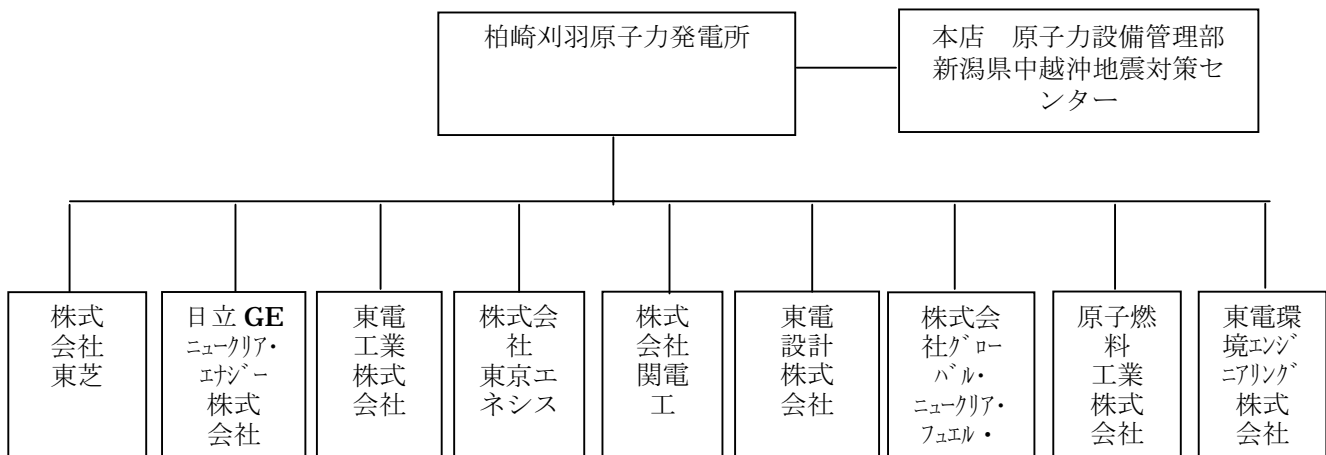 柏崎刈羽原子力発電所
本店　原子力設備管理部
新潟県中越沖地震対策セ
ンター
株式
会社
東芝
日立 GE
ニュークリア・
エナジー
株式
会社
東電
工業
株式
会社
株式会
社
東京エ
ネシス
株式
会社
関電
工
東電
設計
株式
会社
株式会
社グロー
バル・
ニュークリア・
フュエル・
原子燃
料
工業
株式
会社
東電環
境エンジ
ニアリング
株式
会社